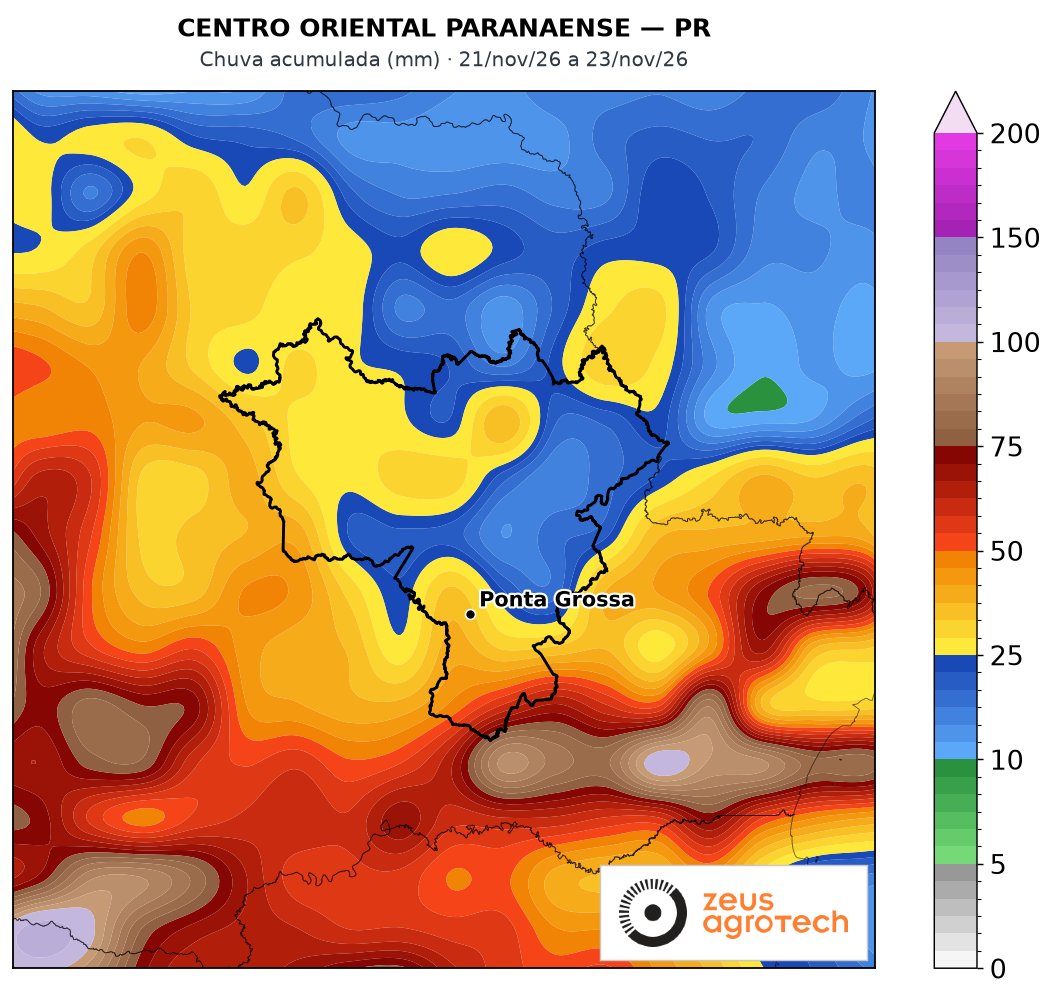 CENTRO ORIENTAL PARANAENSE — PR
Chuva acumulada (mm) · 21/nov/26 a 23/nov/26
200
150
100
75
50
25
10
5
0
Ponta Grossa
zeus
agrotech